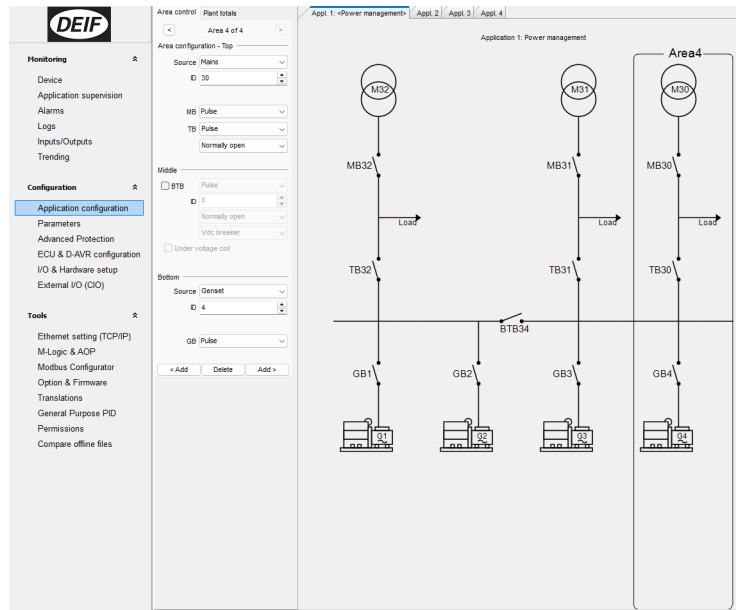 DEIF
Monitoring
Device
Application supervision
Alarms
Logs
Inputs/Outputs
Trending
Configuration
Application configuration
Parameters
Advanced Protection
ECU & D-AVR configuration
I/O & Hardware setup
External I/O (CIO)
Tools
Ethernet setting (TCP/IP)
M-Logic & AOP
Modbus Configurator
Option & Firmware
Translations
General Purpose PID
Permissions
Compare offline files
Area control Plant totals
< Area 4 of 4 >
Area configuration - Top
Source Mains
ID 30
MB Pulse
TB Pulse
Normally open
Middle
BTB Pulse
ID 0
Normally open
Vdc breaker
Under voltage coil
Bottom
Source Genset
ID 4
GB Pulse
< Add Delete Add >
Appl. 1: <Power management> Appl. 2 Appl. 3 Appl. 4
Application 1: Power management
Area4
M32 M31 M30
MB32 MB31 MB30
Load Load Load
TB32 TB31 TB30
BTB34
GB1 GB2 GB3 GB4
G1 G2 G3 G4